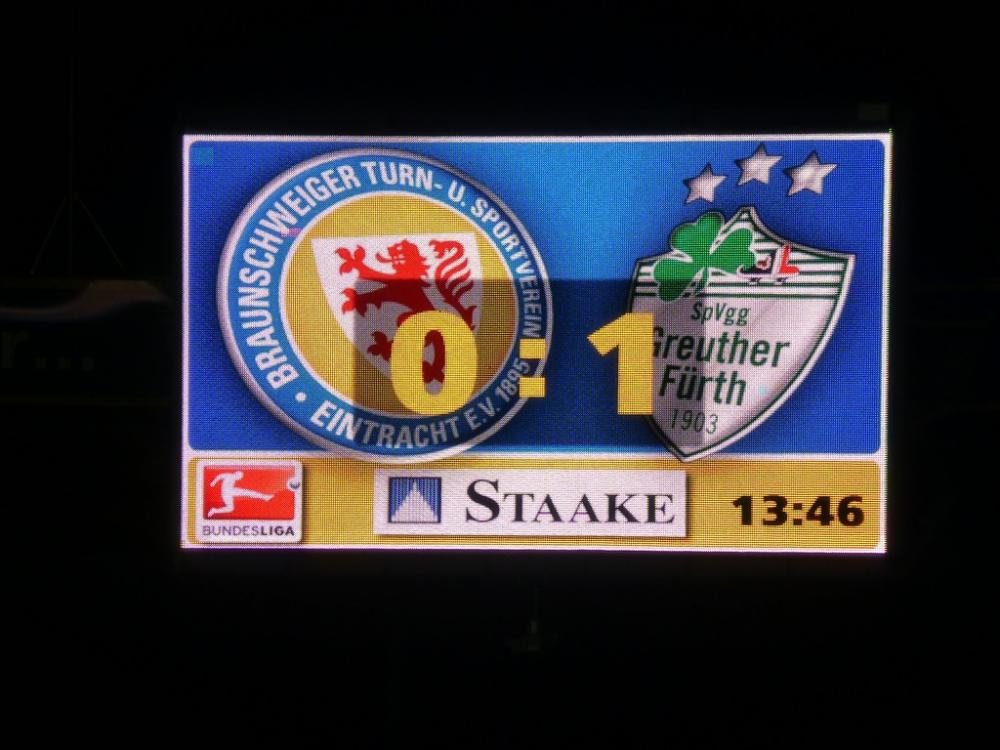 BRAUNSCHWEIGER TURN- U. SPORTVEREIN
• EINTRACHT E.V. 1895
SpVgg
Greuther
Fürth
1903
0:1
BUNDESLIGA
STAAKE
13:46